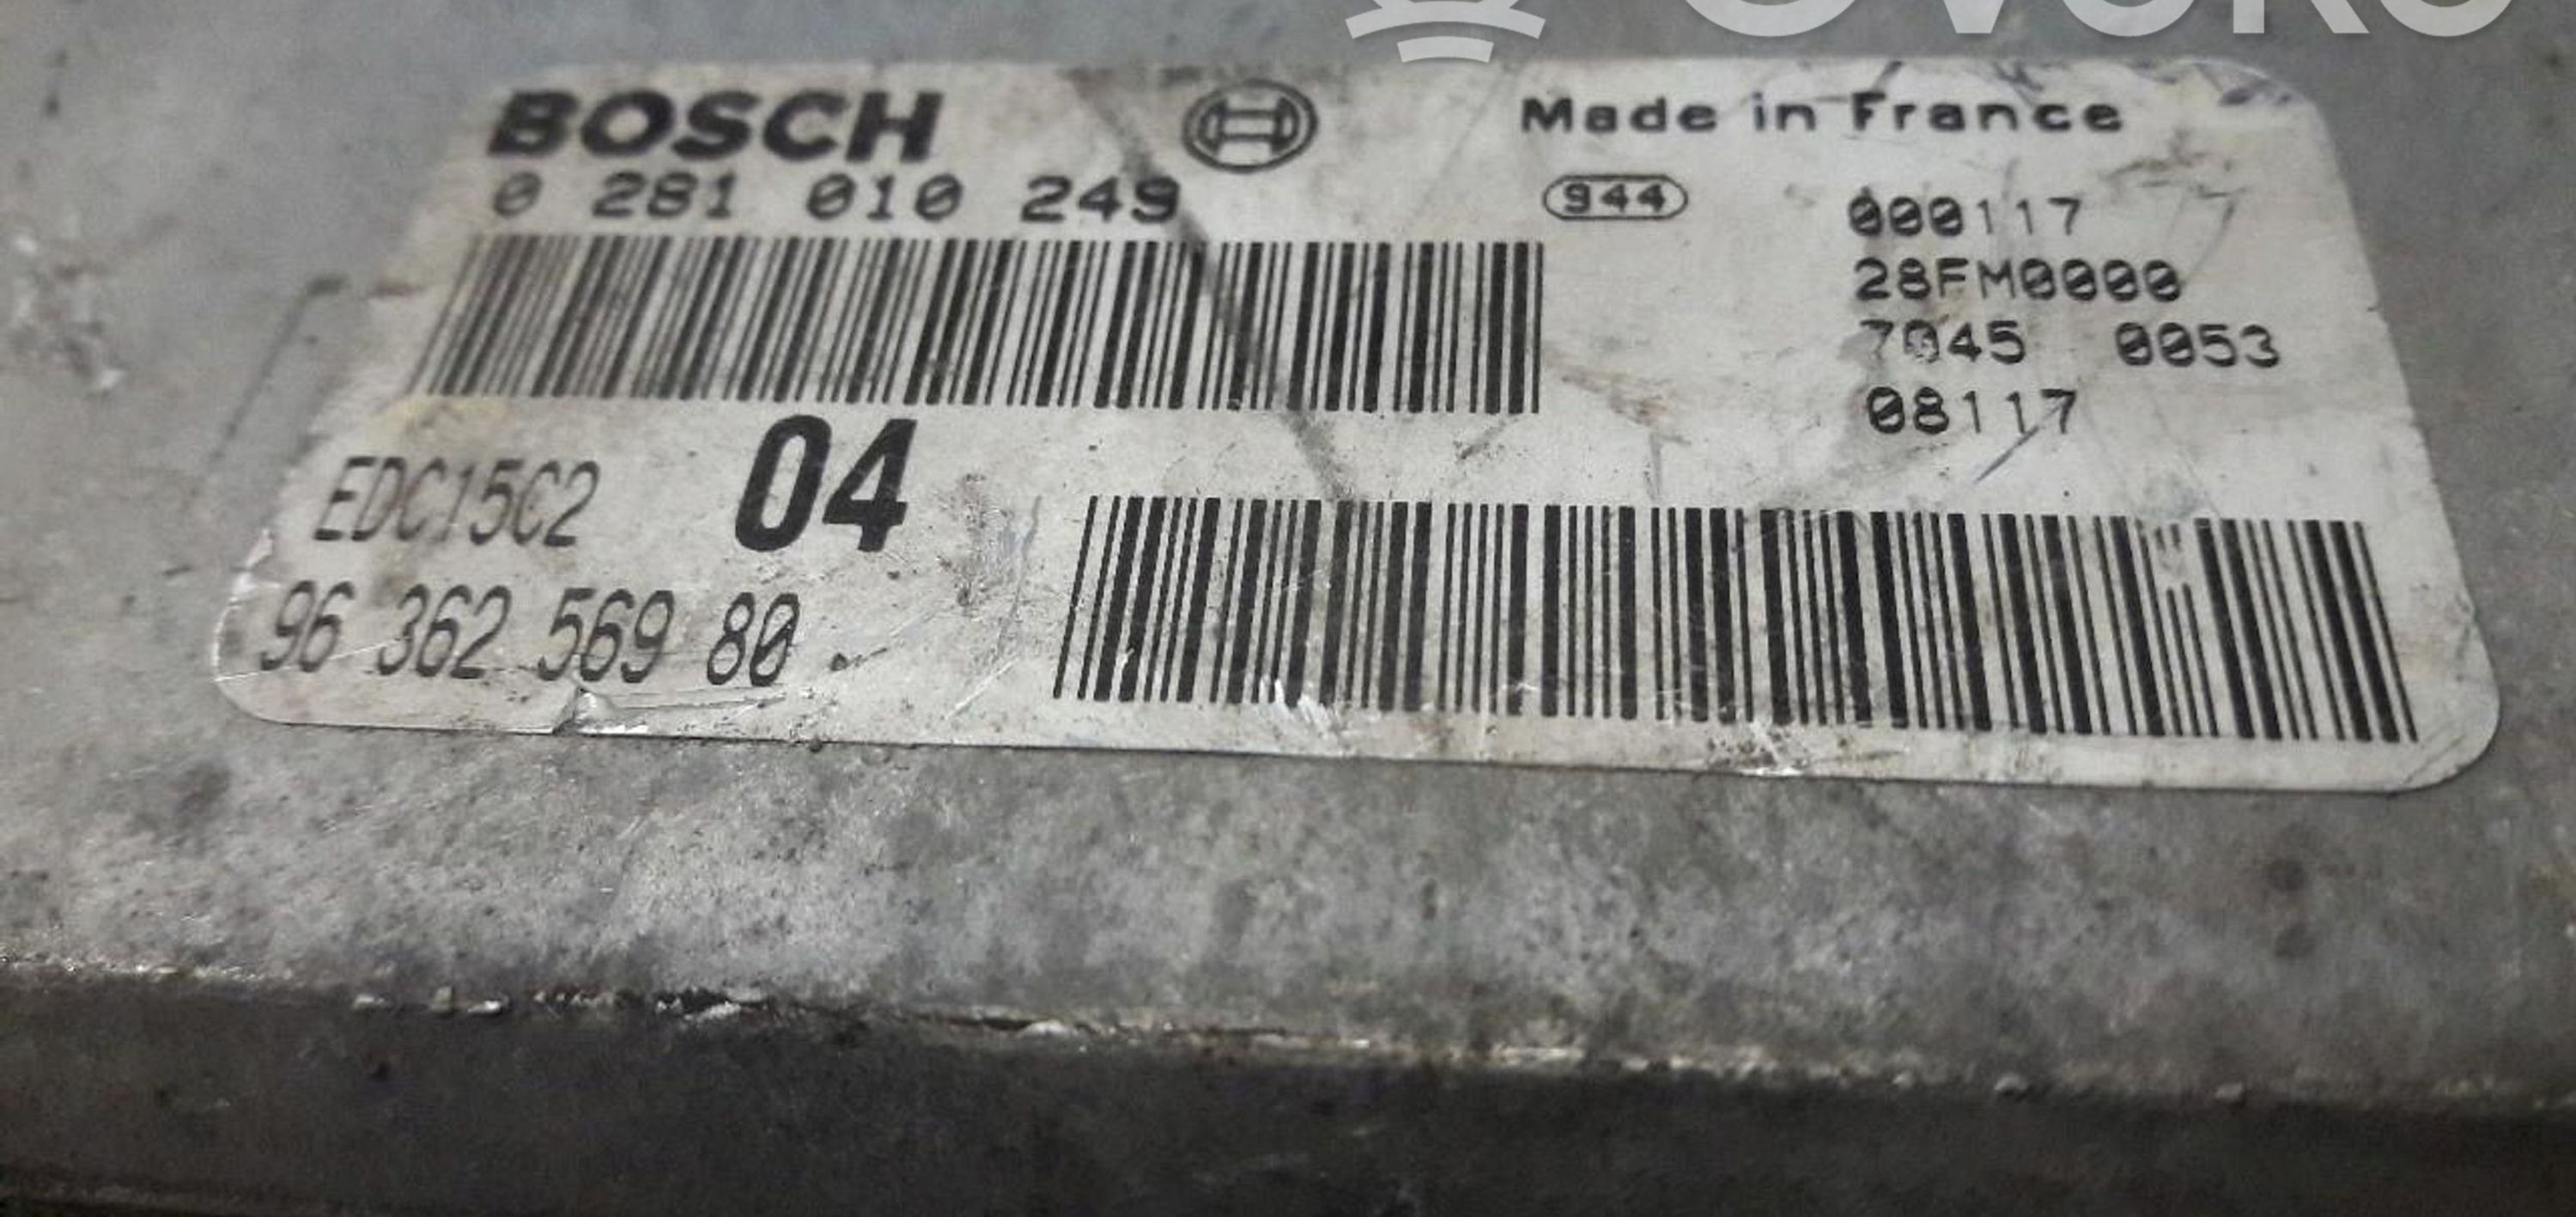 BOSCH
Made in France
0 281 010 249
944
000117
28FM0000
7045 0053
08117
EDC15C2 04
96 362 569 80